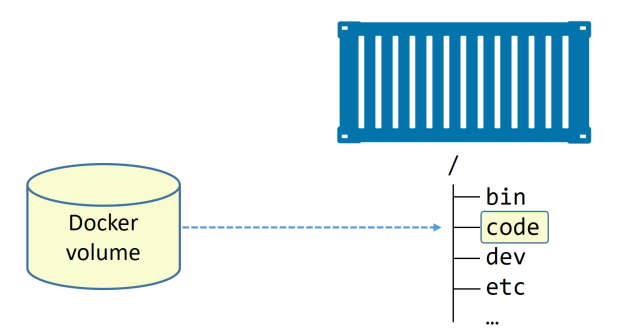 /
bin
Docker
volume
code
dev
etc
…